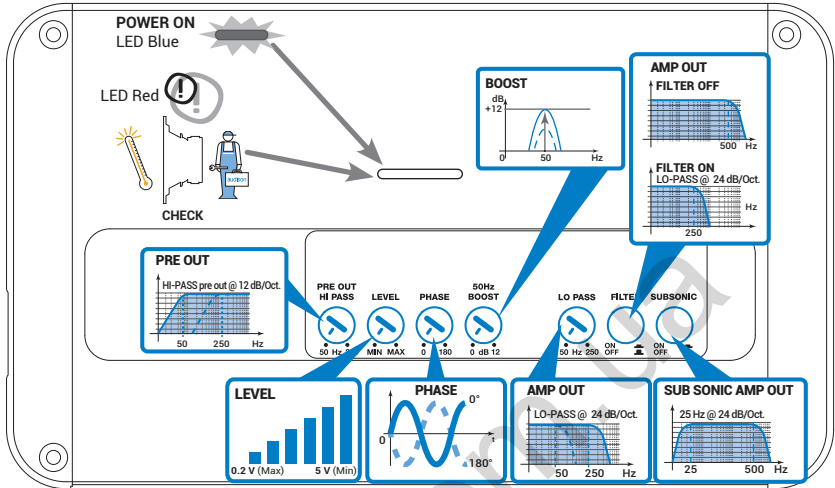 POWER ON
LED Blue
LED Red
CHECK
audison
BOOST
dB
+12
0 50 Hz
AMP OUT
FILTER OFF
500 Hz
FILTER ON
LO-PASS @ 24 dB/Oct.
Hz
250
PRE OUT
HI-PASS pre out @ 12 dB/Oct.
50 250 Hz
PRE OUT
HI PASS
50 Hz
LEVEL
MIN MAX
PHASE
0 180
50Hz
BOOST
0 dB 12
LO PASS
50 Hz 250
FILTER
ON
OFF
SUBSONIC
ON
OFF
LEVEL
0.2 V (Max) 5 V (Min)
PHASE
0°
0 t
180°
AMP OUT
LO-PASS @ 24 dB/Oct.
50 250 Hz
SUB SONIC AMP OUT
25 Hz @ 24 dB/Oct.
25 500 Hz